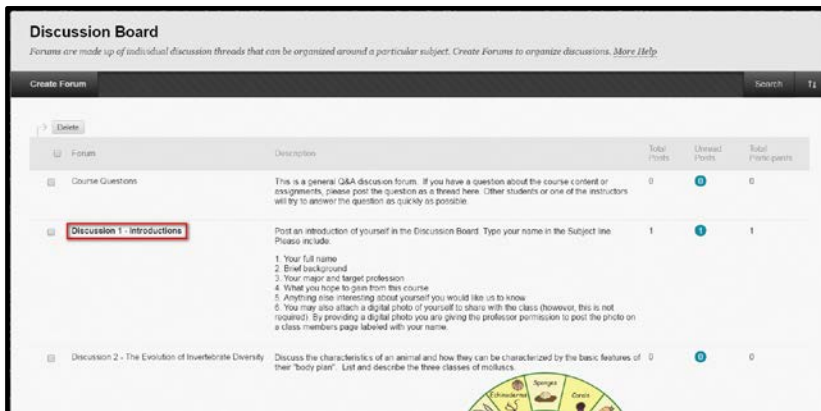 Discussion Board
Forums are made up of individual discussion threads that can be organized around a particular subject. Create Forums to organize discussions. More Help
Create Forum
Search
Delete
Forum
Description
Total Posts
Unread Posts
Total Participants
Course Questions
This is a general Q&A discusion forum. If you have a question about the course content or
assignments, please post the question as a thread here. Other students or one of the instructors
will try to answer the question as quickly as possible.
0
0
0
Discussion 1 - Introductions
Post an introduction of yourself in the Discussion Board. Type your name in the Subject line.
Please include:
1. Your full name
2. Brief background
3. Your major and target profession
4. What you hope to gain from this course
5. Anything else interesting about yourself you would like us to know
6. You may also attach a digital photo of yourself to share with the class (however, this is not
required). By providing a digital photo you are giving the professor permission to post the photo on
a class members page labeled with your name.
1
1
1
Discussion 2 - The Evolution of Invertebrate Diversity
Discuss the characteristics of an animal and how they can be characterized by the basic features of
their "body plan". List and describe the three classes of molluscs.
0
0
0
Echinoderms
Sponges
Corals